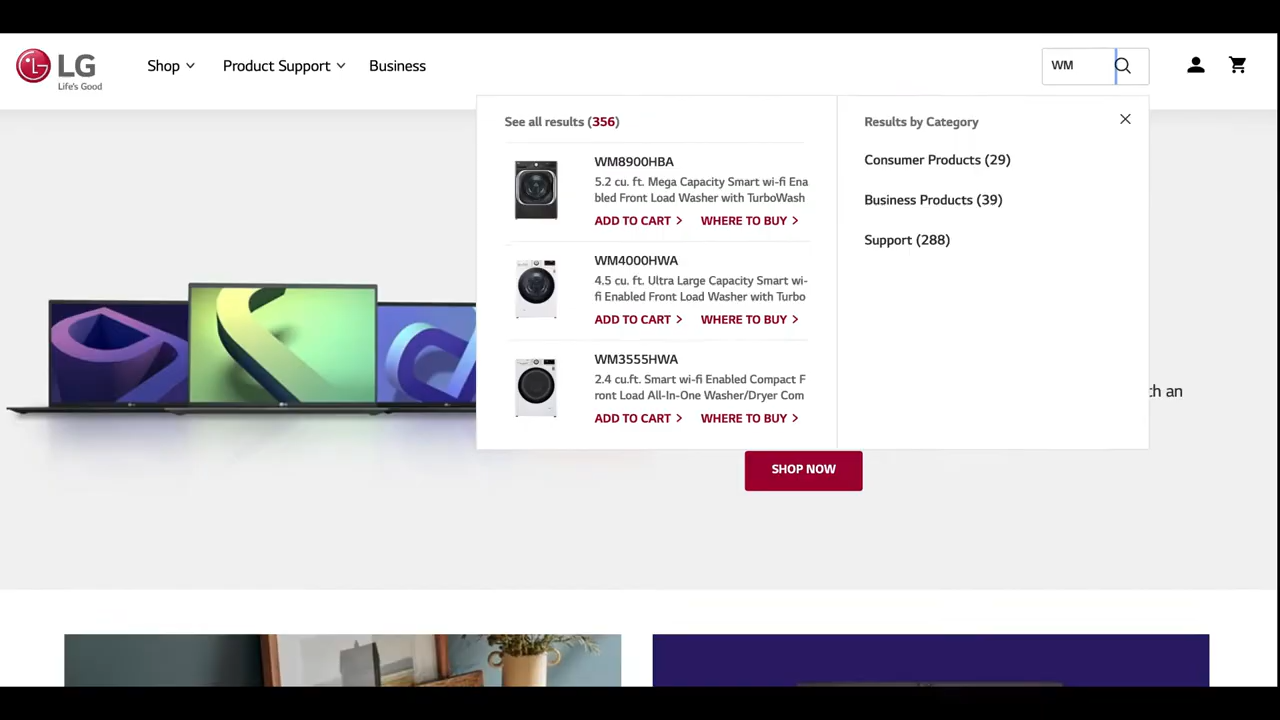 LG
Life's Good
Shop
Product Support
Business
WM
See all results (356)
WM8900HBA
5.2 cu. ft. Mega Capacity Smart wi-fi Ena
bled Front Load Washer with TurboWash
ADD TO CART >
WHERE TO BUY >
WM4000HWA
4.5 cu. ft. Ultra Large Capacity Smart wi-
fi Enabled Front Load Washer with Turbo
ADD TO CART >
WHERE TO BUY >
WM3555HWA
2.4 cu.ft. Smart wi-fi Enabled Compact F
ront Load All-In-One Washer/Dryer Com
ADD TO CART >
WHERE TO BUY >
Results by Category
Consumer Products (29)
Business Products (39)
Support (288)
an
SHOP NOW